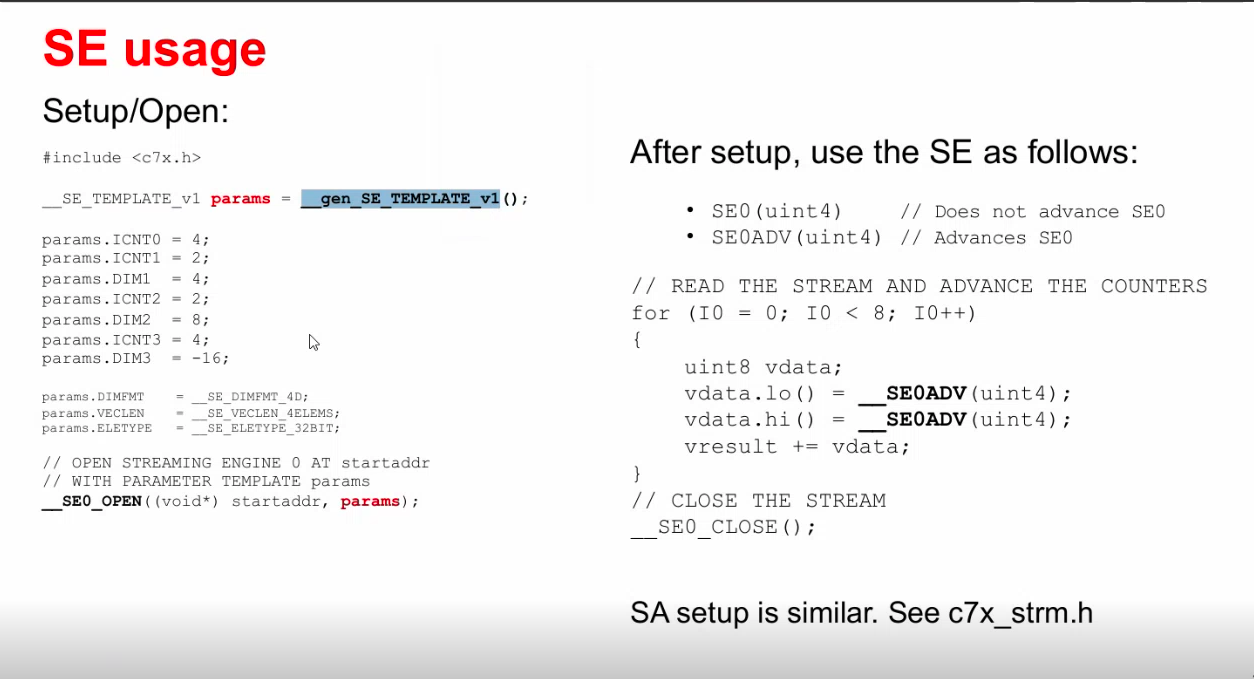 SE usage
Setup/Open:
#include <c7x.h>
__SE_TEMPLATE_v1 params = __gen_SE_TEMPLATE_v1();
params.ICNT0 = 4;
params.ICNT1 = 2;
params.DIM1  = 4;
params.ICNT2 = 2;
params.DIM2  = 8;
params.ICNT3 = 4;
params.DIM3  = -16;
params.DIMFMT    = __SE_DIMFMT_4D;
params.VECLEN    = __SE_VECLEN_4ELEMS;
params.ELETYPE   = __SE_ELETYPE_32BIT;
// OPEN STREAMING ENGINE 0 AT startaddr
// WITH PARAMETER TEMPLATE params
__SE0_OPEN((void*) startaddr, params);
After setup, use the SE as follows:
• SE0(uint4)    // Does not advance SE0
• SE0ADV(uint4) // Advances SE0
// READ THE STREAM AND ADVANCE THE COUNTERS
for (I0 = 0; I0 < 8; I0++)
{
    uint8 vdata;
    vdata.lo() = __SE0ADV(uint4);
    vdata.hi() = __SE0ADV(uint4);
    vresult += vdata;
}
// CLOSE THE STREAM
__SE0_CLOSE();
SA setup is similar. See c7x_strm.h